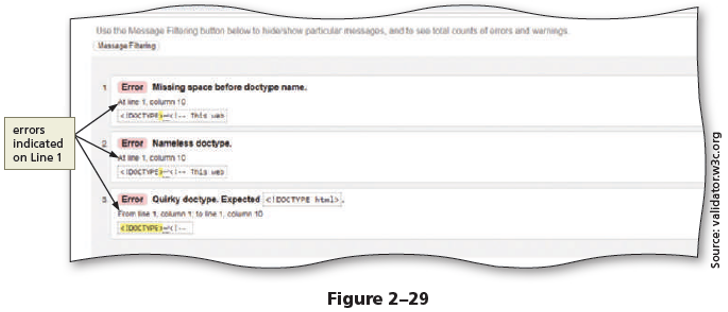 Use the Message Filtering button below to hide/show particular messages, and to see total counts of errors and warnings.
Message Filtering
1 Error Missing space before doctype name.
At line 1, column 10
<!DOCTYPE>↩<!-- This web
2 Error Nameless doctype.
At line 1, column 10
<!DOCTYPE>↩<!-- This web
3 Error Quirky doctype. Expected <!DOCTYPE html>.
From line 1, column 1; to line 1, column 10
<!DOCTYPE>↩<!--
errors
indicated
on Line 1
Source: validator.w3c.org
Figure 2–29